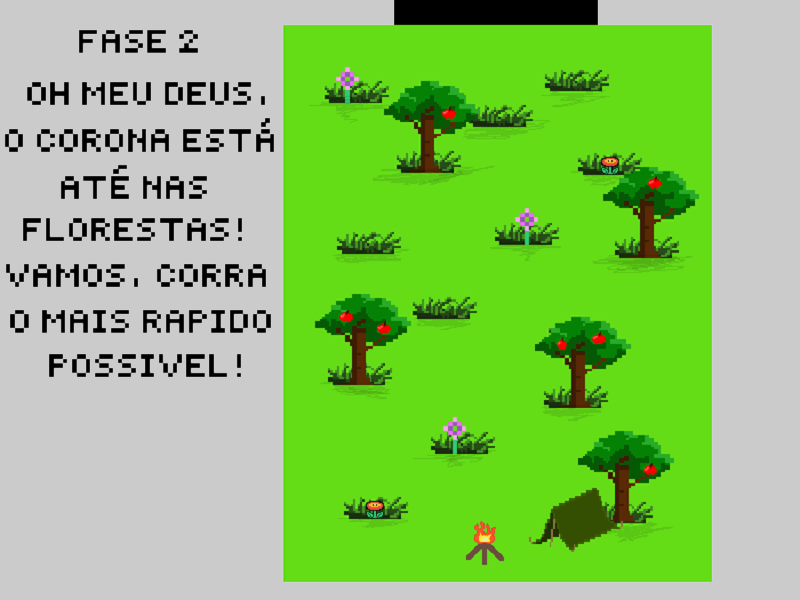 FASE 2
OH MEU DEUS,
O CORONA ESTÁ
ATÉ NAS
FLORESTAS!
VAMOS, CORRA
O MAIS RAPIDO
POSSIVEL!